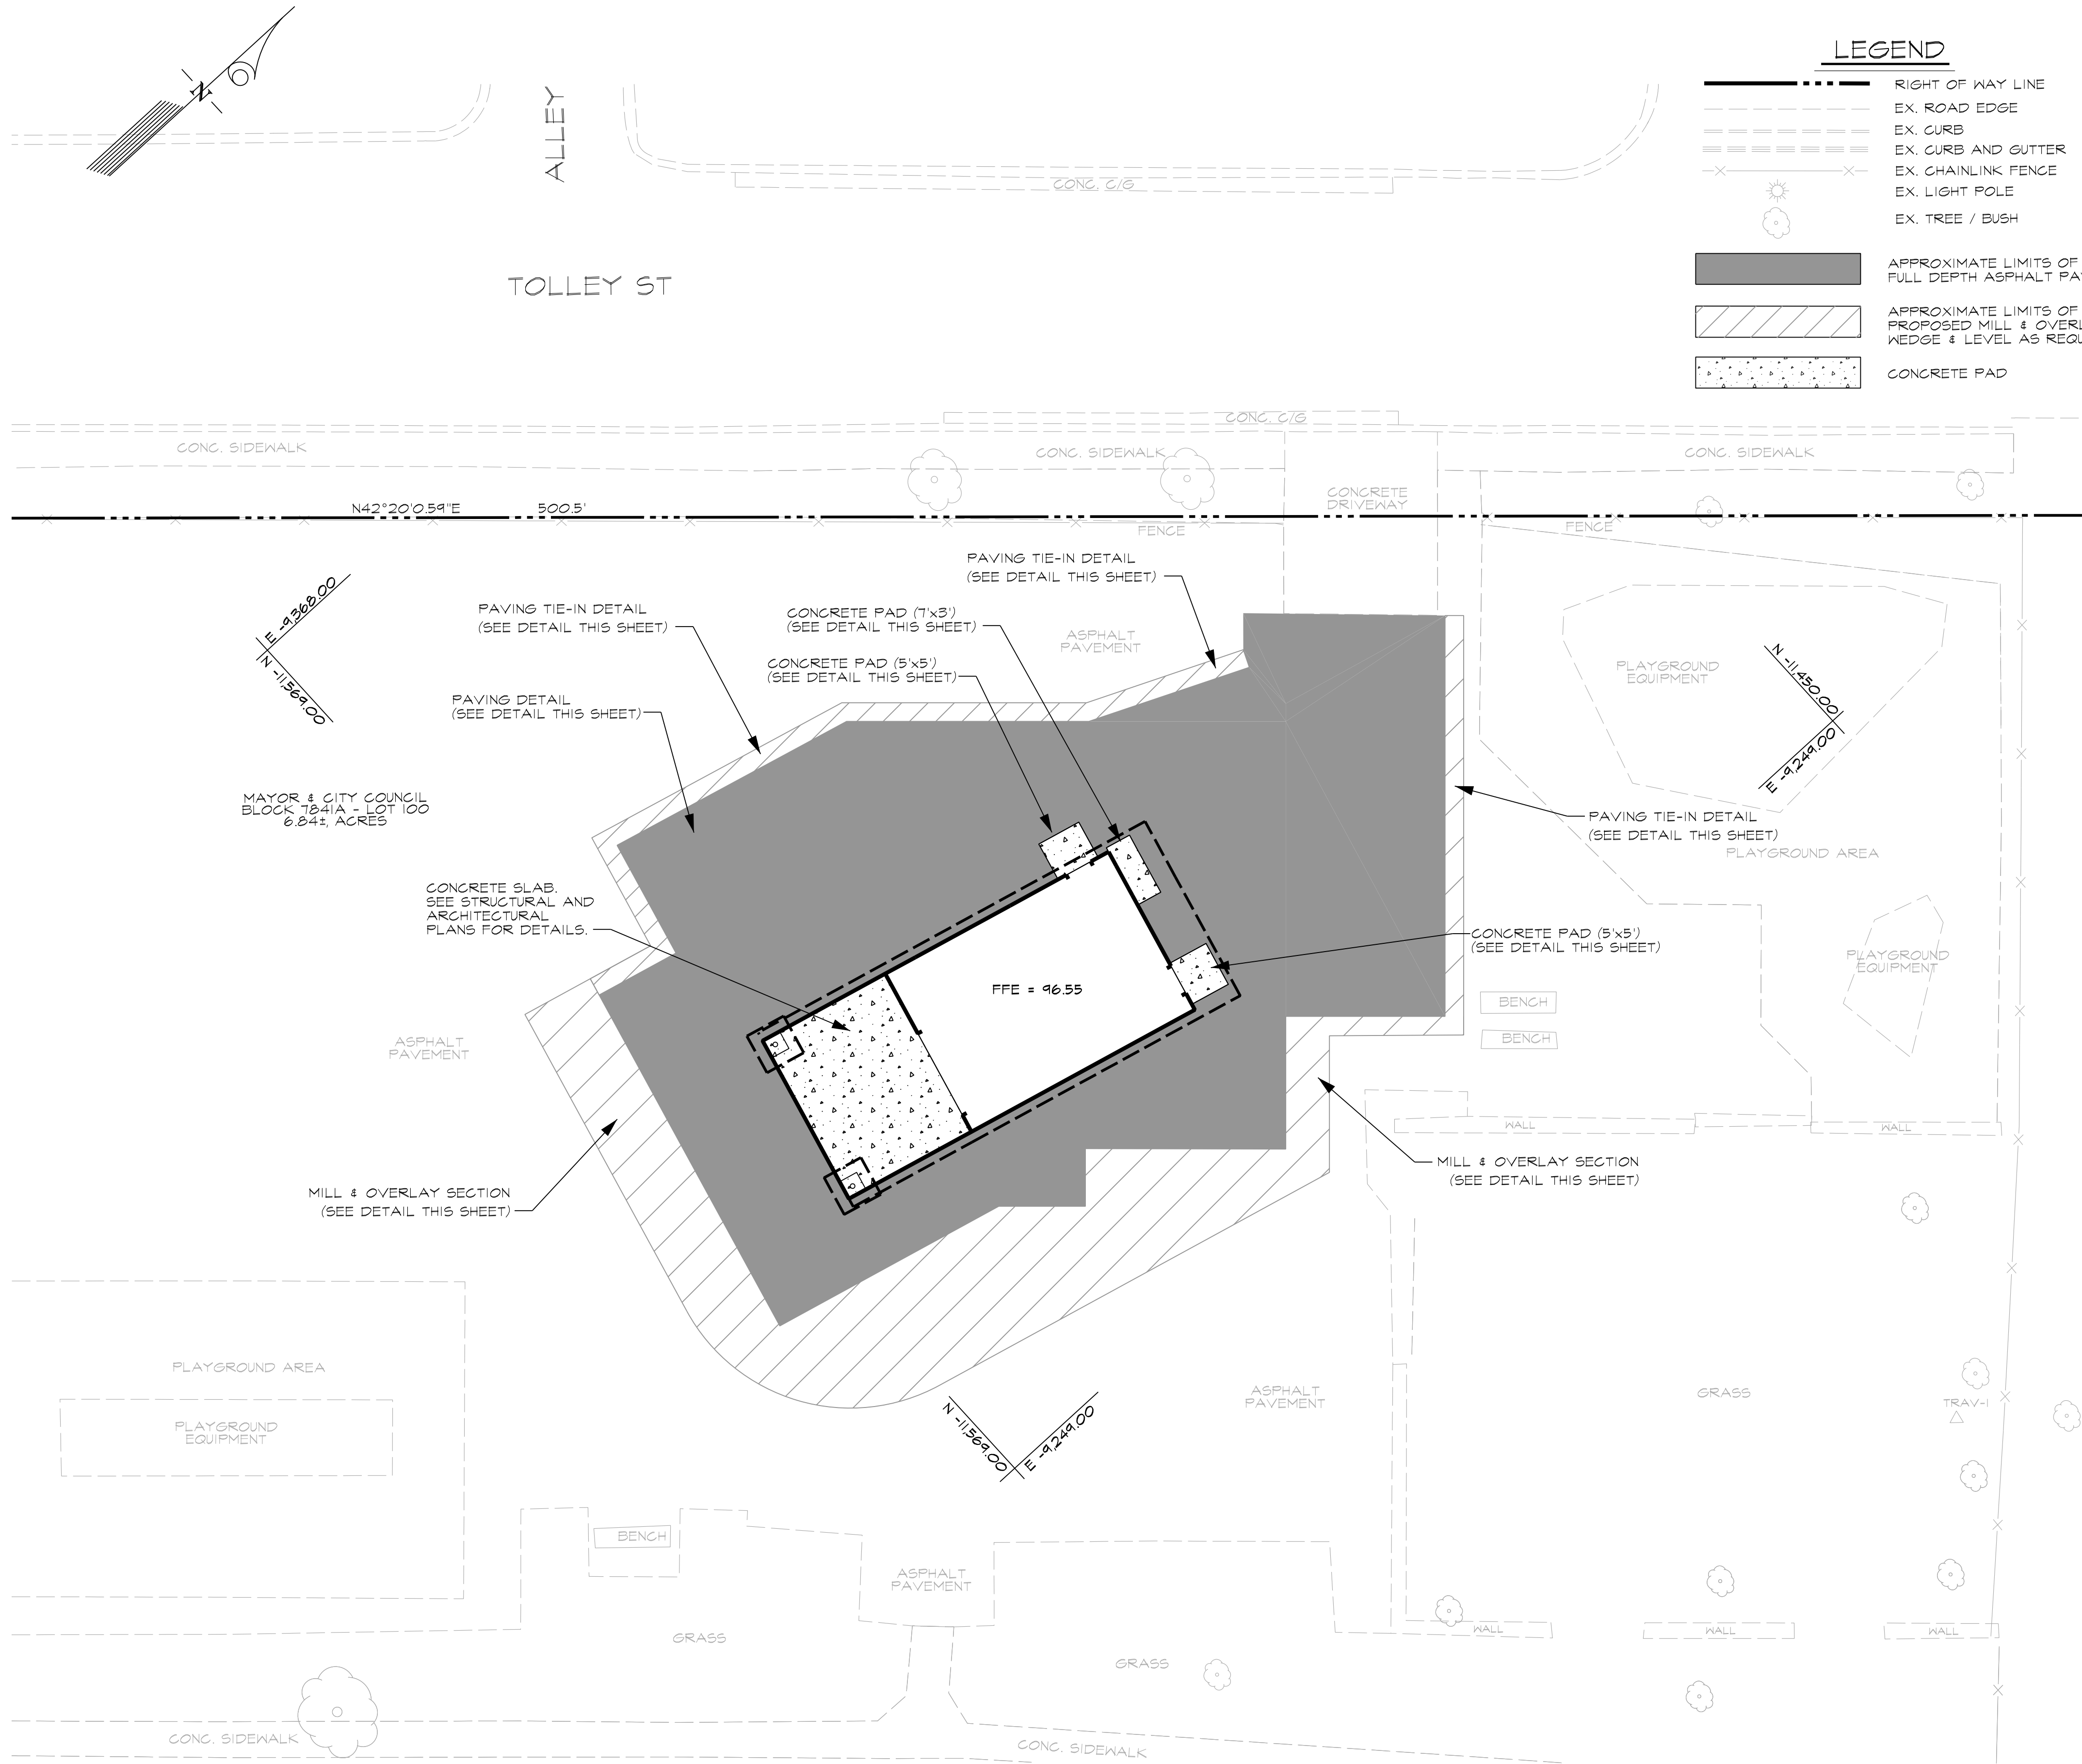 N
ALLEY
CONC. C/G
TOLLEY ST
LEGEND
RIGHT OF WAY LINE
EX. ROAD EDGE
EX. CURB
EX. CURB AND GUTTER
EX. CHAINLINK FENCE
EX. LIGHT POLE
EX. TREE / BUSH
APPROXIMATE LIMITS OF
FULL DEPTH ASPHALT PA
APPROXIMATE LIMITS OF
PROPOSED MILL & OVERL
WEDGE & LEVEL AS REQU
CONCRETE PAD
CONC. C/G
CONC. SIDEWALK
CONC. SIDEWALK
CONC. SIDEWALK
CONCRETE
DRIVEWAY
N42°20'0.59"E 500.5'
FENCE
FENCE
E -9,368.00
N -11,569.00
PAVING TIE-IN DETAIL
(SEE DETAIL THIS SHEET)
PAVING TIE-IN DETAIL
(SEE DETAIL THIS SHEET)
CONCRETE PAD (7'x3')
(SEE DETAIL THIS SHEET)
ASPHALT
PAVEMENT
CONCRETE PAD (5'x5')
(SEE DETAIL THIS SHEET)
PAVING DETAIL
(SEE DETAIL THIS SHEET)
PLAYGROUND
EQUIPMENT
N -11,450.00
E -9,249.00
MAYOR & CITY COUNCIL
BLOCK 7841A - LOT 100
6.84±, ACRES
PAVING TIE-IN DETAIL
(SEE DETAIL THIS SHEET)
PLAYGROUND AREA
CONCRETE SLAB.
SEE STRUCTURAL AND
ARCHITECTURAL
PLANS FOR DETAILS.
CONCRETE PAD (5'x5')
(SEE DETAIL THIS SHEET)
PLAYGROUND
EQUIPMENT
FFE = 96.55
BENCH
BENCH
ASPHALT
PAVEMENT
WALL
WALL
MILL & OVERLAY SECTION
(SEE DETAIL THIS SHEET)
MILL & OVERLAY SECTION
(SEE DETAIL THIS SHEET)
PLAYGROUND AREA
PLAYGROUND
EQUIPMENT
ASPHALT
PAVEMENT
GRASS
TRAV-1
N -11,569.00
E -9,249.00
BENCH
ASPHALT
PAVEMENT
GRASS
GRASS
WALL
WALL
WALL
CONC. SIDEWALK
CONC. SIDEWALK